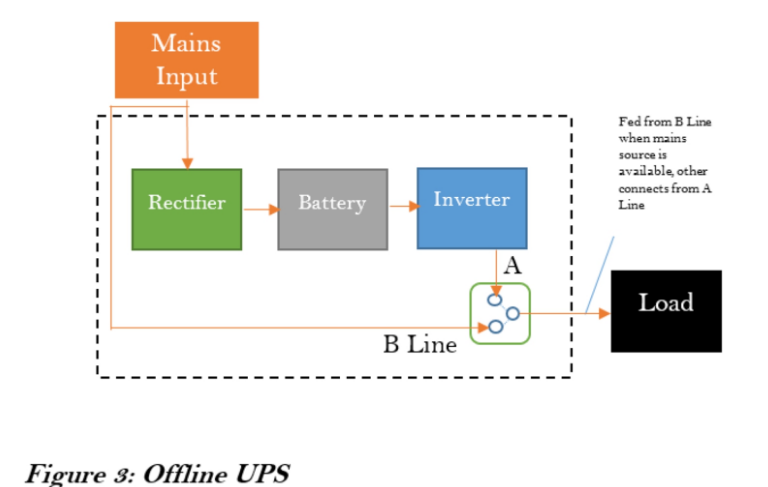 Mains
Input
Fed from B Line
when mains
source is
available, other
connects from A
Line
Rectifier
Battery
Inverter
A
Load
B Line
Figure 3: Offline UPS